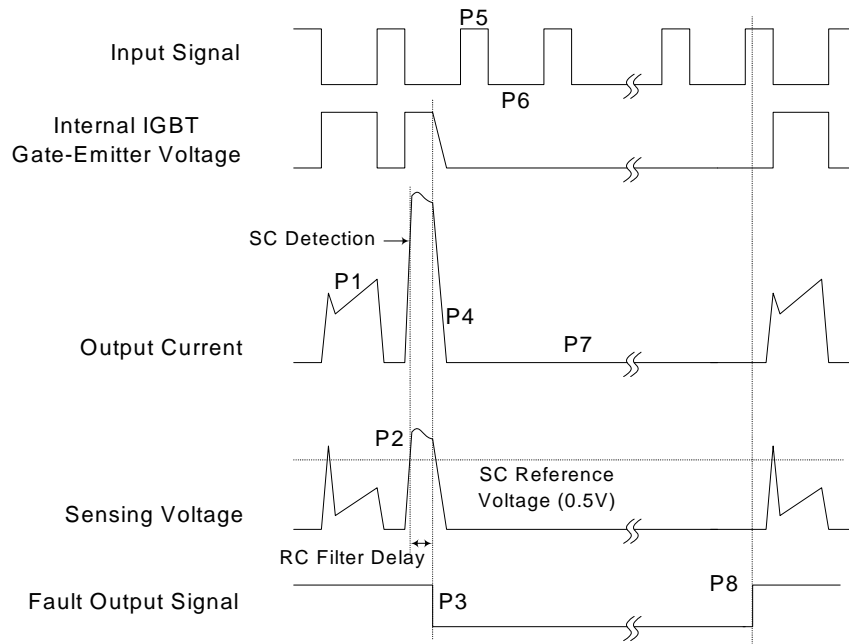 P5
Input Signal
P6
Internal IGBT
Gate-Emitter Voltage
SC Detection
P1
P4
Output Current
P7
P2
SC Reference
Voltage (0.5V)
Sensing Voltage
RC Filter Delay
P8
Fault Output Signal
P3